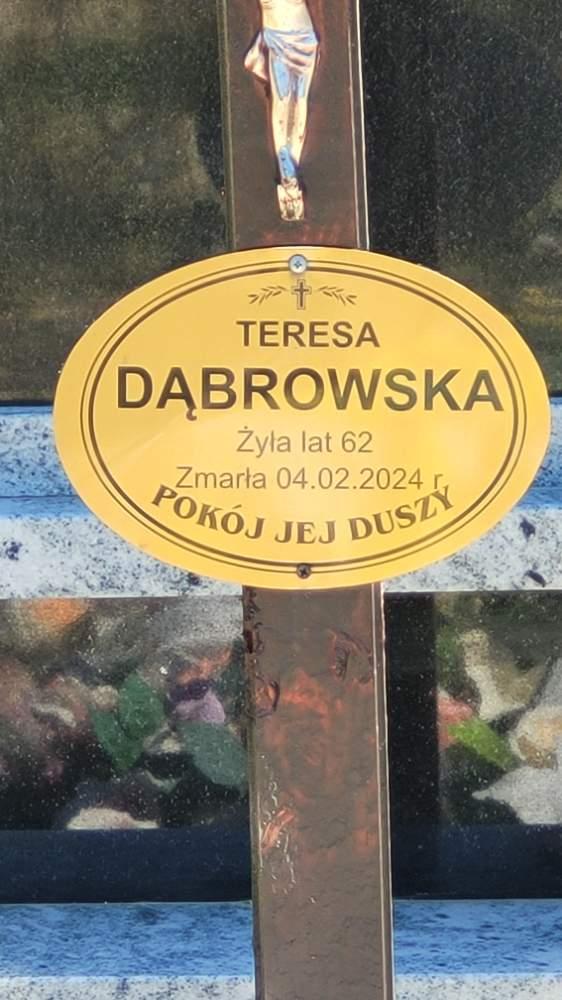 TERESA
DĄBROWSKA
Żyła lat 62
Zmarła 04.02.2024 r.
POKÓJ JEJ DUSZY